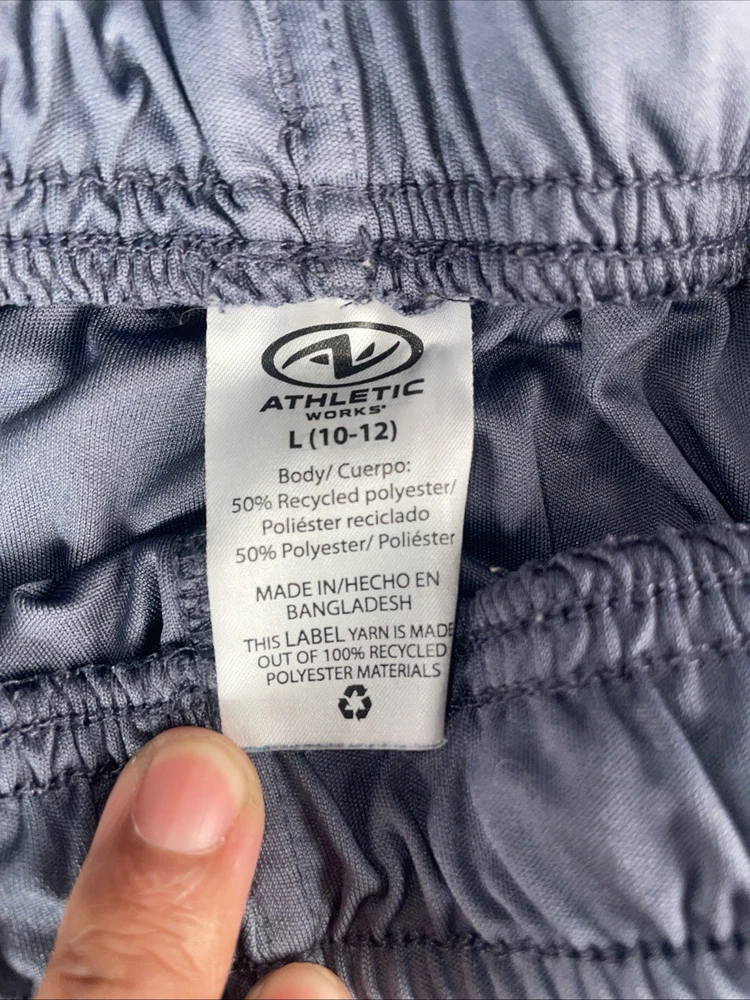 ATHLETIC
WORKS
L (10-12)
Body/ Cuerpo:
50% Recycled polyester/
Poliéster reciclado
50% Polyester/ Poliéster
MADE IN/HECHO EN
BANGLADESH
THIS LABEL YARN IS MADE
OUT OF 100% RECYCLED
POLYESTER MATERIALS